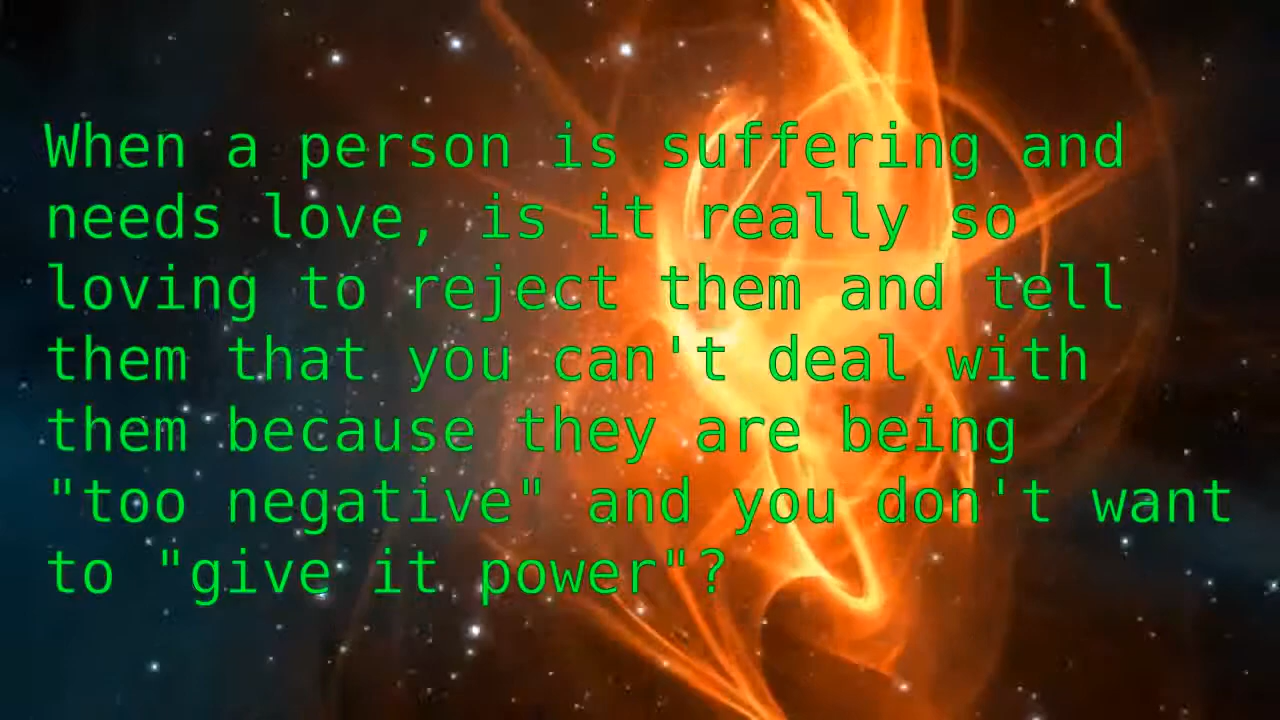 When a person is suffering and
needs love, is it really so
loving to reject them and tell
them that you can't deal with
them because they are being
"too negative" and you don't want
to "give it power"?